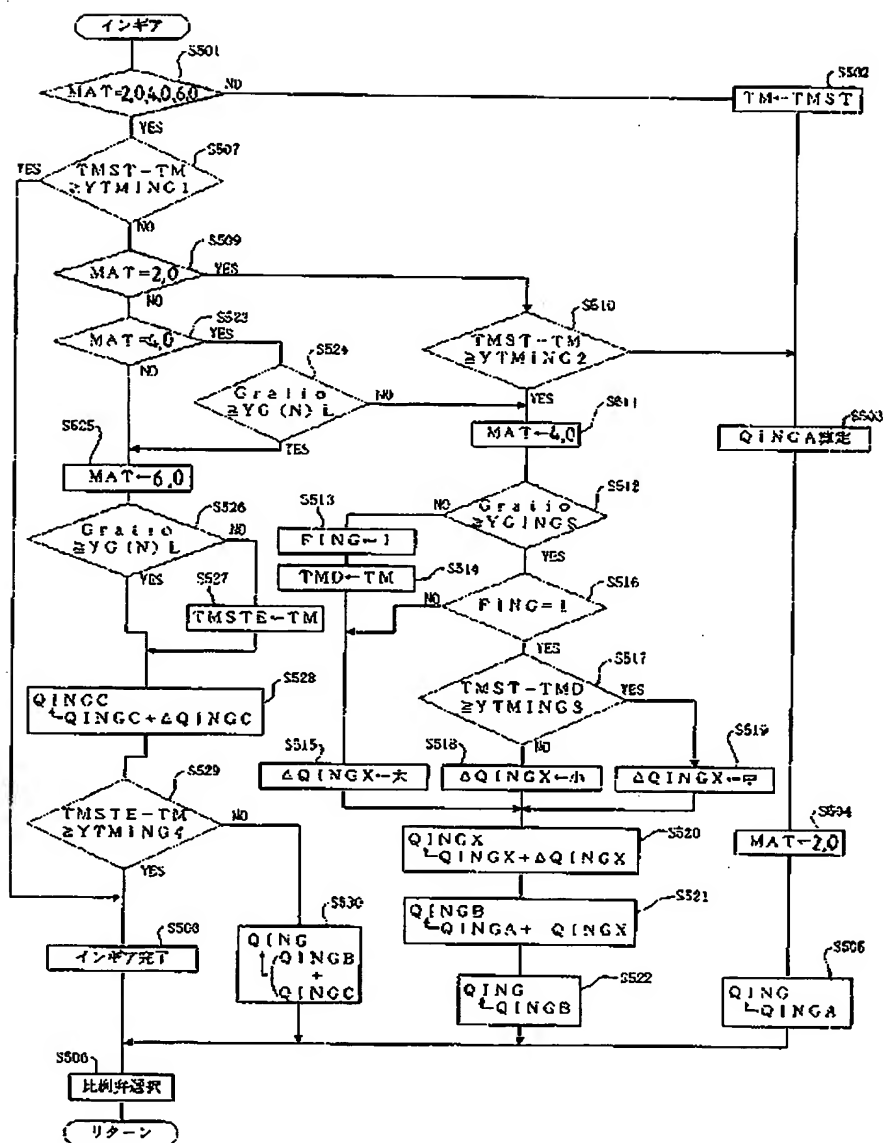 インギア
S501
MAT=2,0,4,0,6,0
NO
YES
S502
TM←TMST
S507
YES
TMST-TM
≧YTMING1
NO
S509
MAT=2,0
YES
NO
S510
TMST-TM
≧YTMING2
YES
S523
MAT=4,0
YES
NO
S524
Gratio
≧YG(N)L
NO
YES
S511
MAT←4,0
S503
QINGA算定
S525
MAT←6,0
S512
Gratio
≧YGINGS
NO
YES
S513
FING←1
S514
TMD←TM
S526
Gratio
≧YG(N)L
NO
YES
S527
TMSTE←TM
S516
FING=1
NO
YES
S517
TMST-TMD
≧YTMING3
YES
NO
S528
QINGC
QINGC+ΔQINGC
S515
ΔQINGX←大
S518
ΔQINGX←小
S519
ΔQINGX←中
S529
TMSTE-TM
≧YTMING4
NO
YES
S520
QINGX
QINGX+ΔQINGX
S504
MAT←2,0
S521
QINGB
QINGA+ QINGX
S508
インギア完了
S530
QING
QINGB
+
QINGC
S522
QING
QINGB
S505
QING
QINGA
S506
比例弁選択
リターン